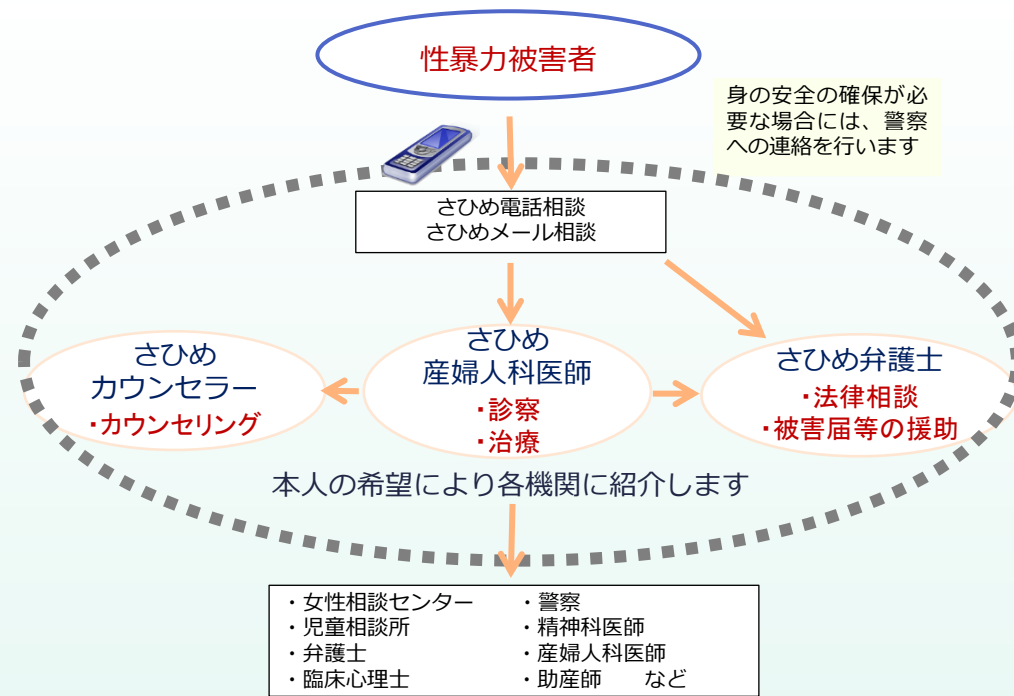 性暴力被害者
身の安全の確保が必
要な場合には、警察
への連絡を行います
さひめ電話相談
さひめメール相談
さひめ
カウンセラー
・カウンセリング
さひめ
産婦人科医師
・診察
・治療
さひめ弁護士
・法律相談
・被害届等の援助
本人の希望により各機関に紹介します
・女性相談センター
・児童相談所
・弁護士
・臨床心理士
・警察
・精神科医師
・産婦人科医師
・助産師　など